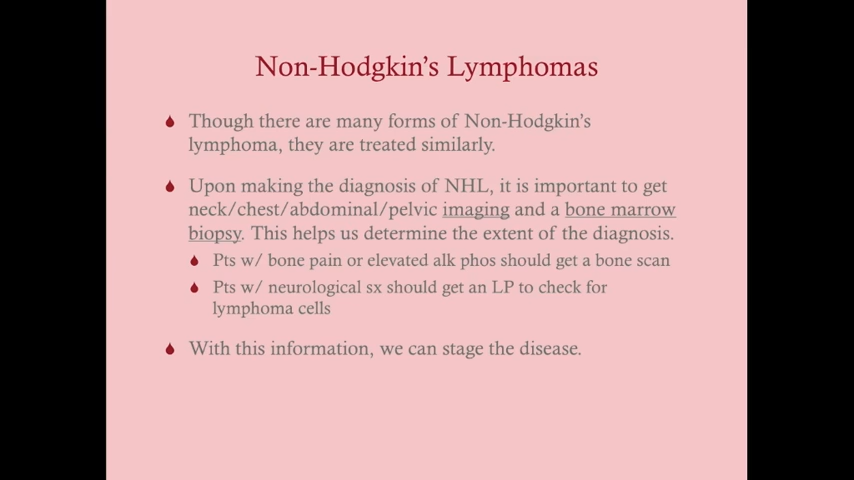 Non-Hodgkin's Lymphomas
Though there are many forms of Non-Hodgkin's
lymphoma, they are treated similarly.
Upon making the diagnosis of NHL, it is important to get
neck/chest/abdominal/pelvic imaging and a bone marrow
biopsy. This helps us determine the extent of the diagnosis.
Pts w/ bone pain or elevated alk phos should get a bone scan
Pts w/ neurological sx should get an LP to check for
lymphoma cells
With this information, we can stage the disease.